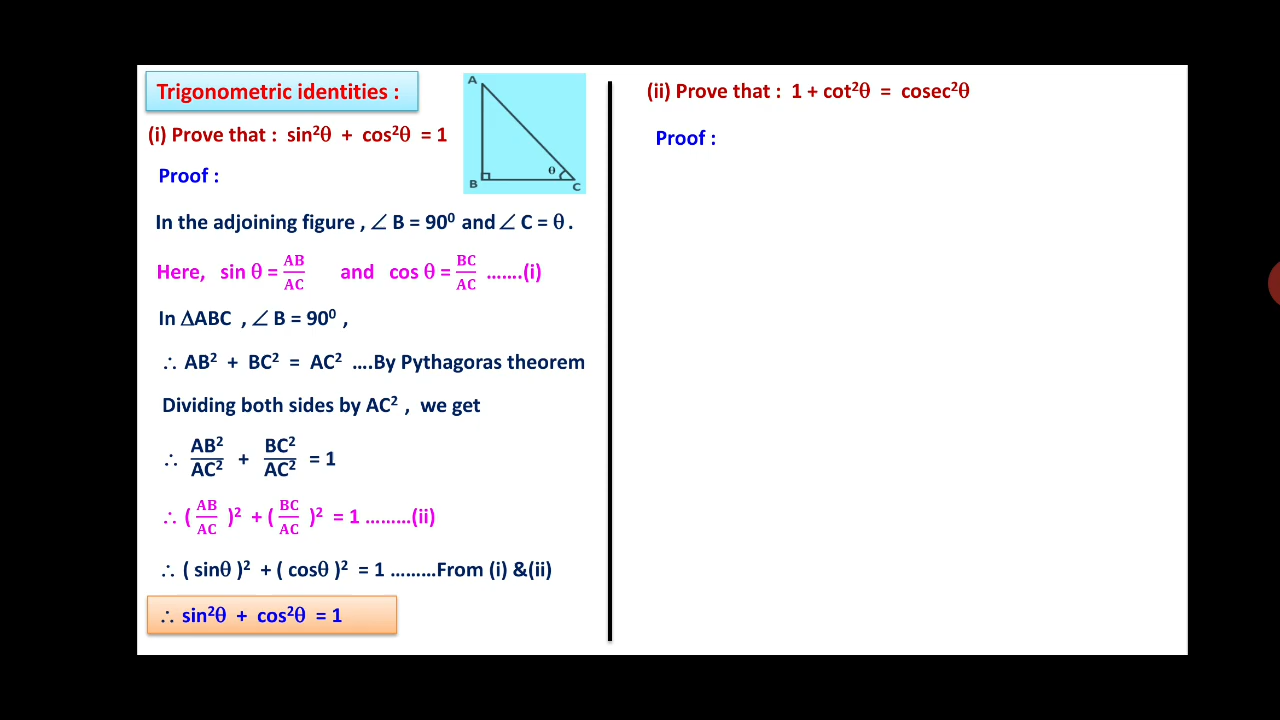 Trigonometric identities :
(i) Prove that : sin²θ + cos²θ = 1
A
B
C
θ
Proof :
In the adjoining figure , ∠ B = 90⁰ and ∠ C = θ .
Here, sin θ = AB/AC and cos θ = BC/AC …….(i)
In ΔABC , ∠ B = 90⁰ ,
∴ AB² + BC² = AC² ….By Pythagoras theorem
Dividing both sides by AC² , we get
∴ AB²/AC² + BC²/AC² = 1
∴ ( AB/AC )² + ( BC/AC )² = 1 ………(ii)
∴ ( sinθ )² + ( cosθ )² = 1 ………From (i) &(ii)
∴ sin²θ + cos²θ = 1
(ii) Prove that : 1 + cot²θ = cosec²θ
Proof :